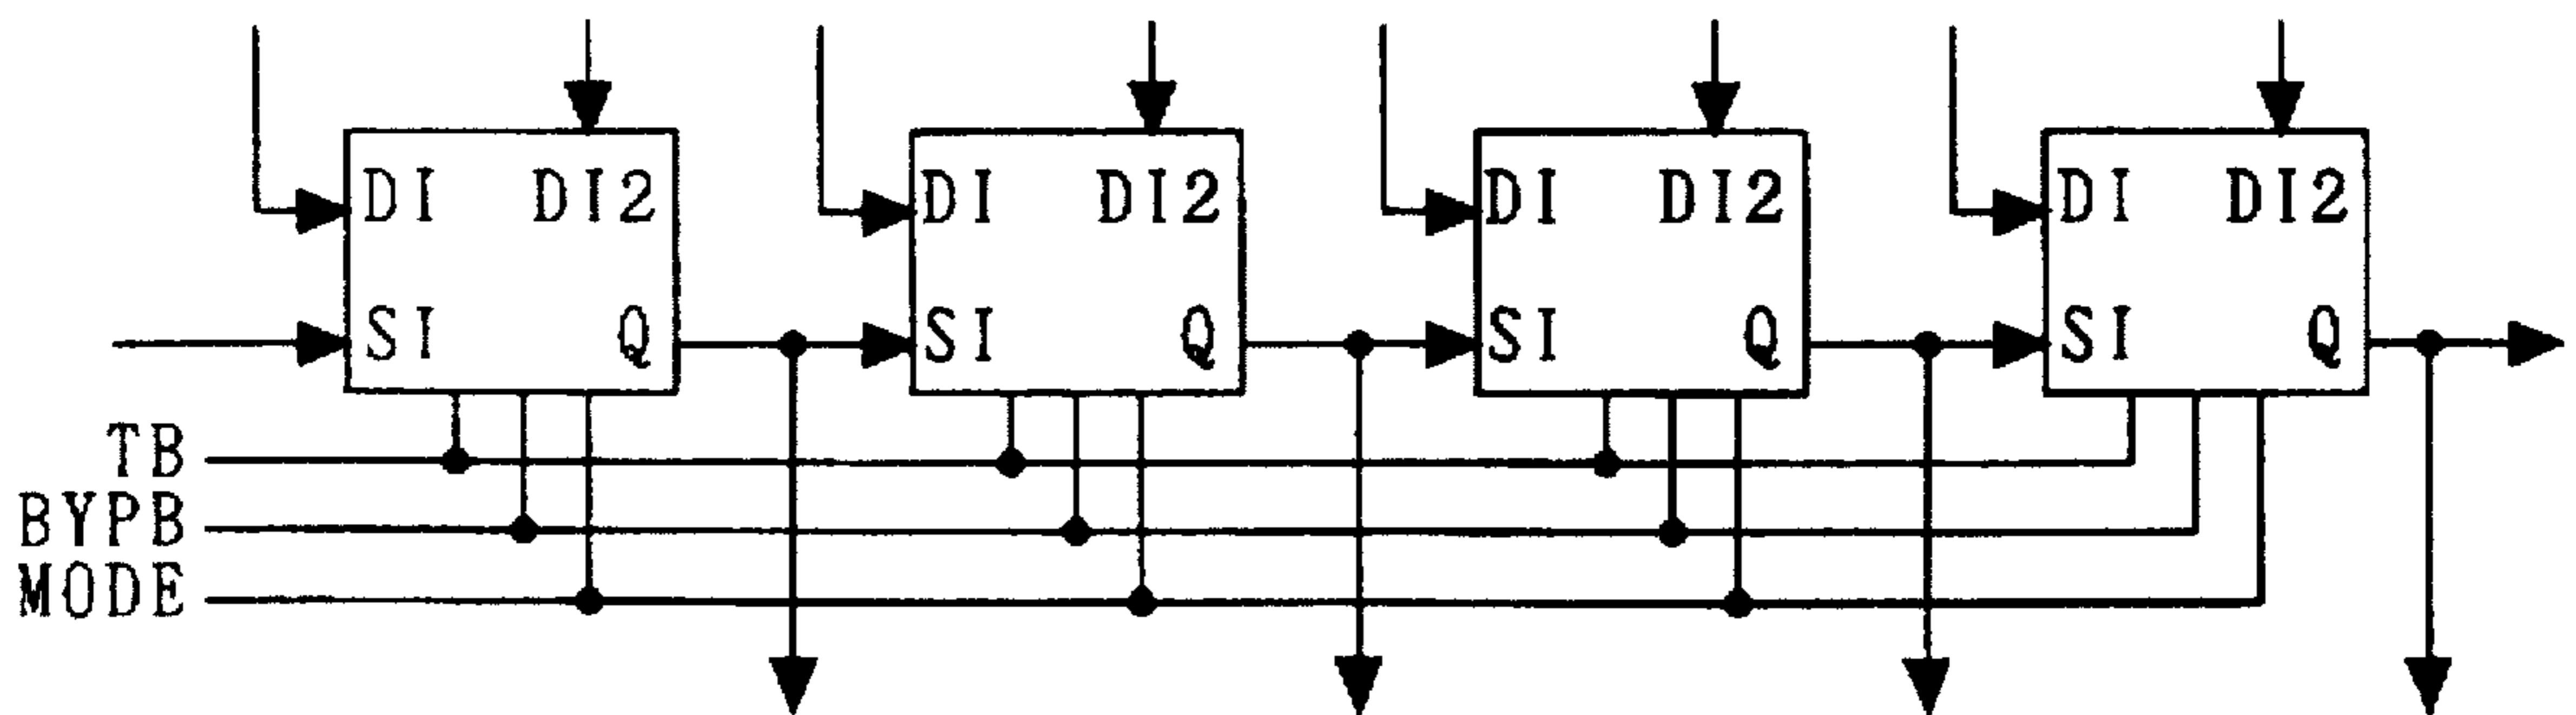 DI DI2 DI DI2 DI DI2 DI DI2
SI Q SI Q SI Q SI Q
TB
BYPB
MODE